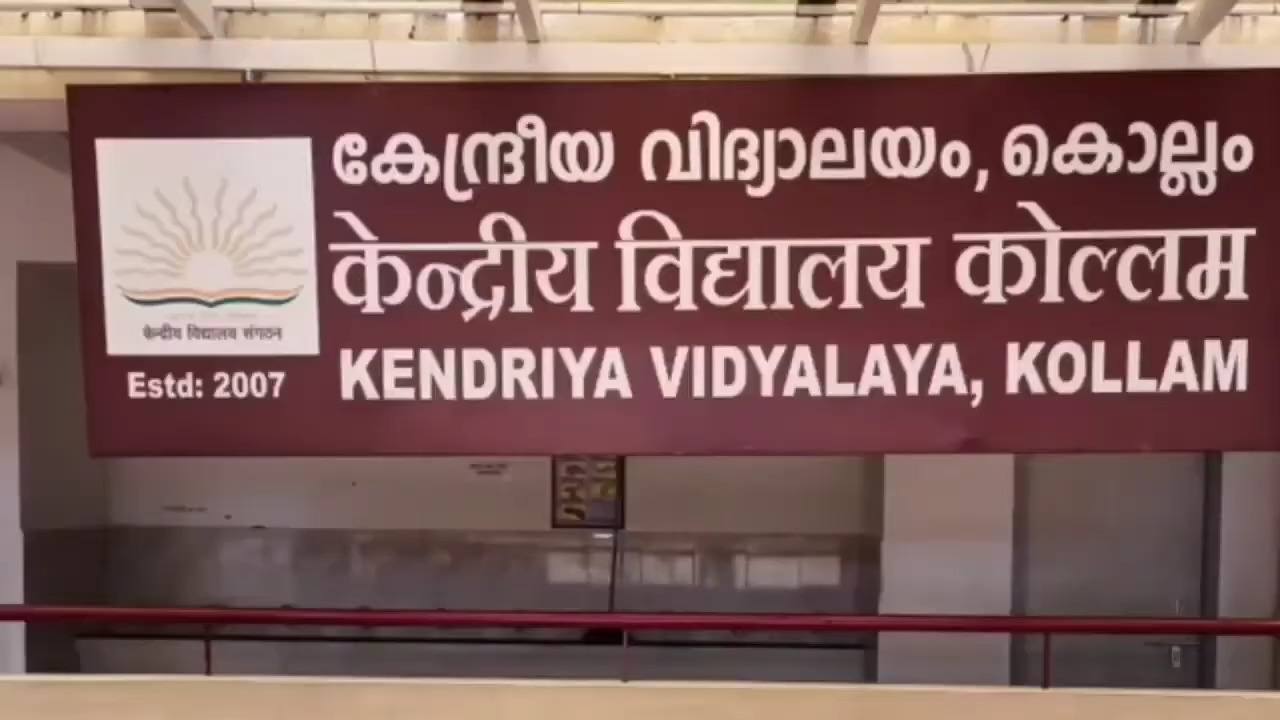 കേന്ദ്രീയ വിദ്യാലയം, കൊല്ലം
केन्द्रीय विद्यालय कोल्लम
KENDRIYA VIDYALAYA, KOLLAM
केन्द्रीय विद्यालय संगठन
Estd: 2007